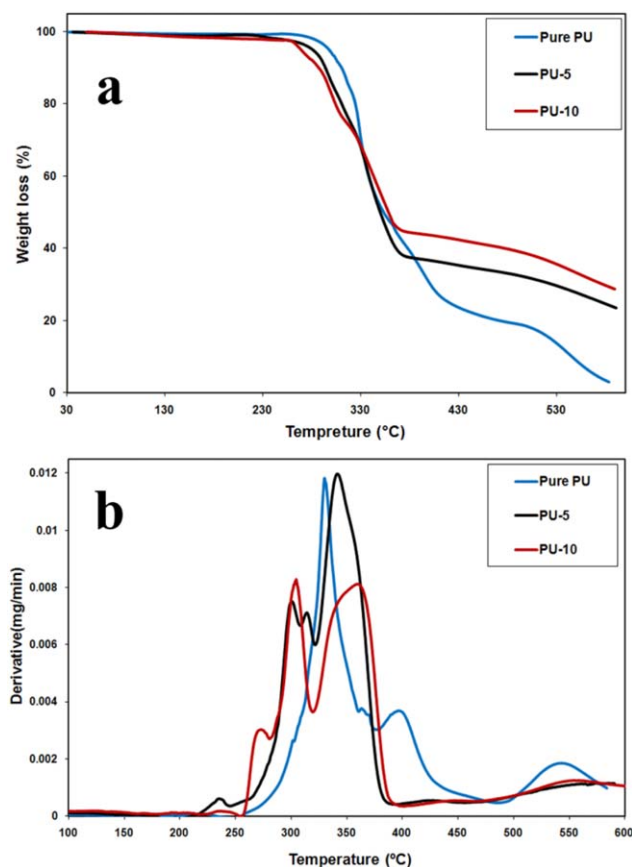 a
Pure PU
PU-5
PU-10
Weight loss (%)
100
80
60
40
20
0
30 130 230 330 430 530
Tempreture (°C)
b
Pure PU
PU-5
PU-10
Derivative(mg/min)
0.012
0.01
0.008
0.006
0.004
0.002
0
100 150 200 250 300 350 400 450 500 550 600
Temperature (°C)